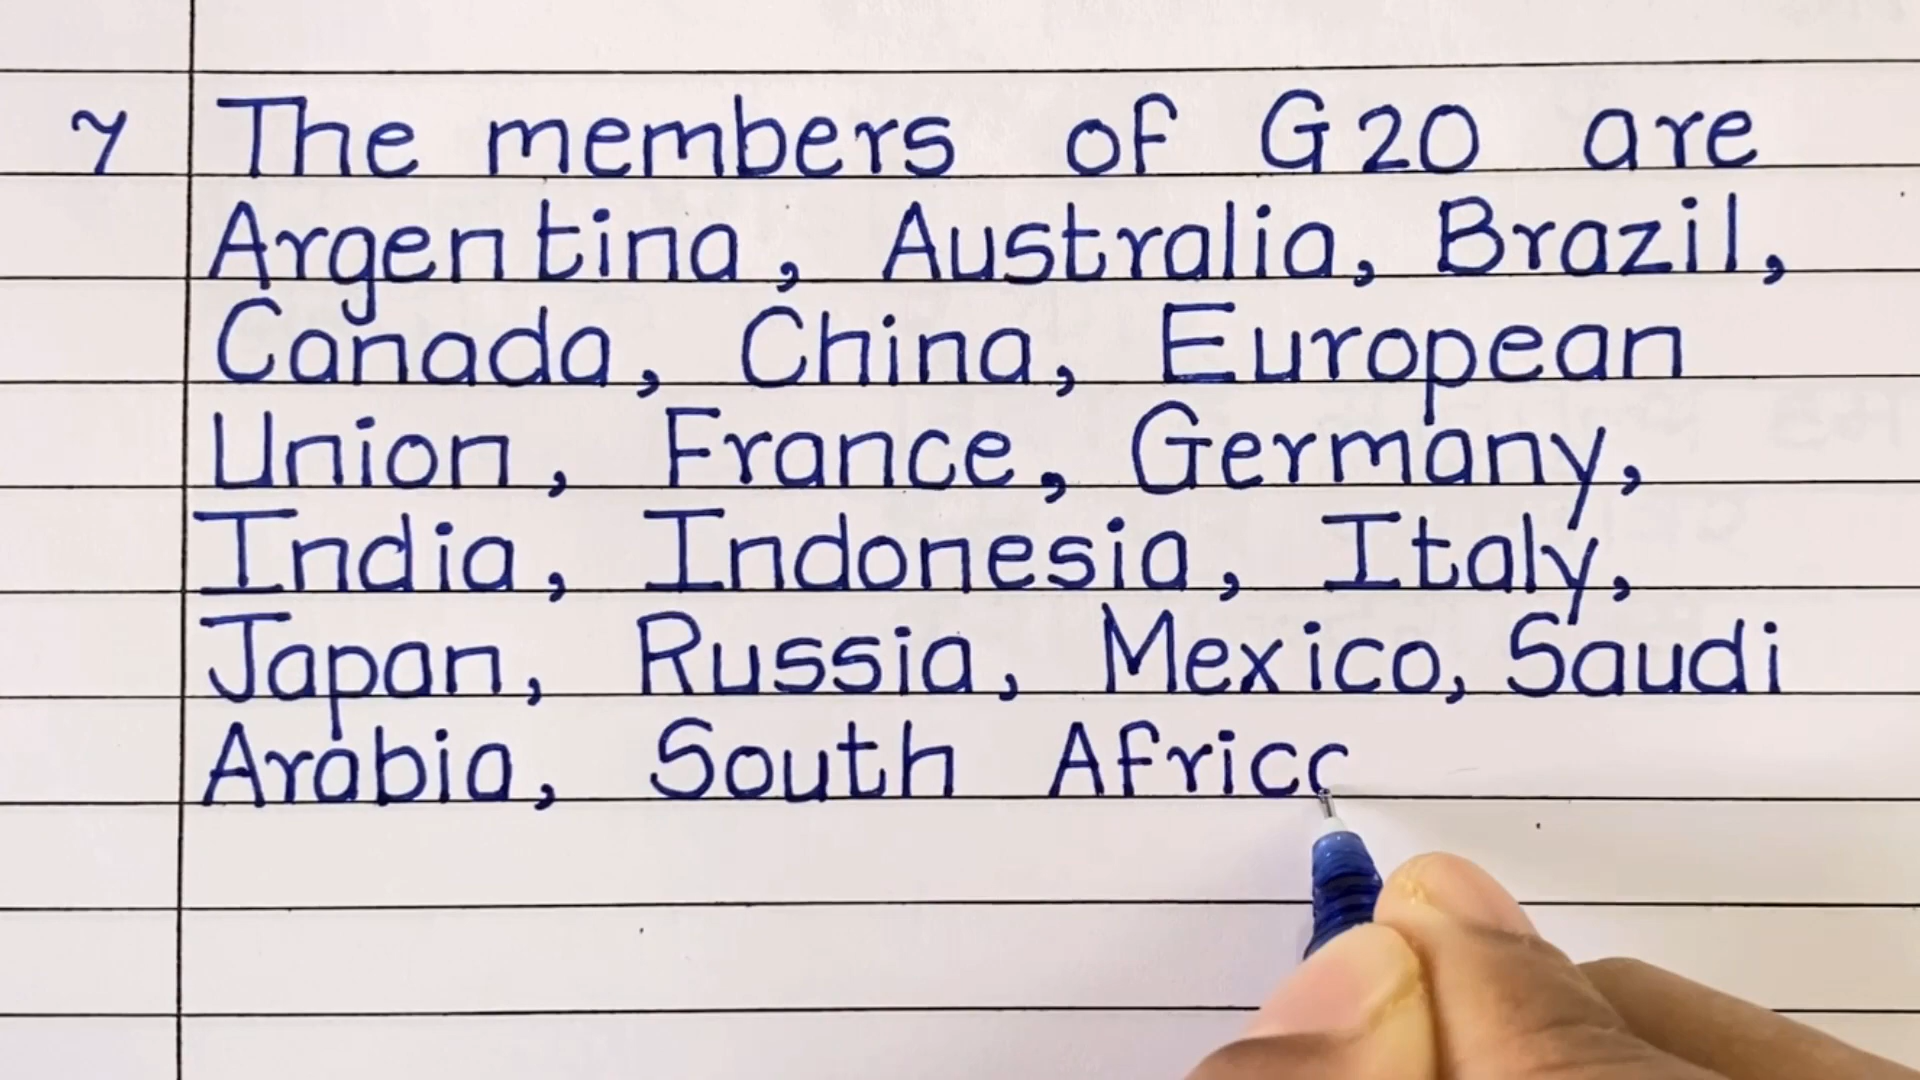 7 The members of G20 are
Argentina, Australia, Brazil,
Canada, China, European
Union, France, Germany,
India, Indonesia, Italy,
Japan, Russia, Mexico, Saudi
Arabia, South Africa